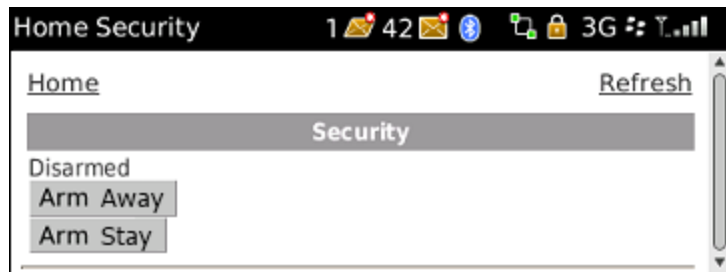 Home Security 1 42 3G
Home Refresh
Security
Disarmed
Arm Away
Arm Stay